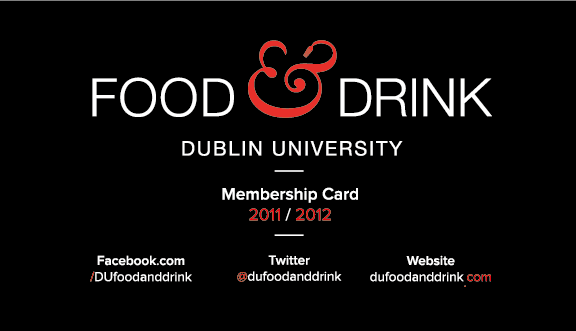 FOOD & DRINK
DUBLIN UNIVERSITY
Membership Card
2011 / 2012
Facebook.com
/DUfoodanddrink
Twitter
@dufoodanddrink
Website
dufoodanddrink.com